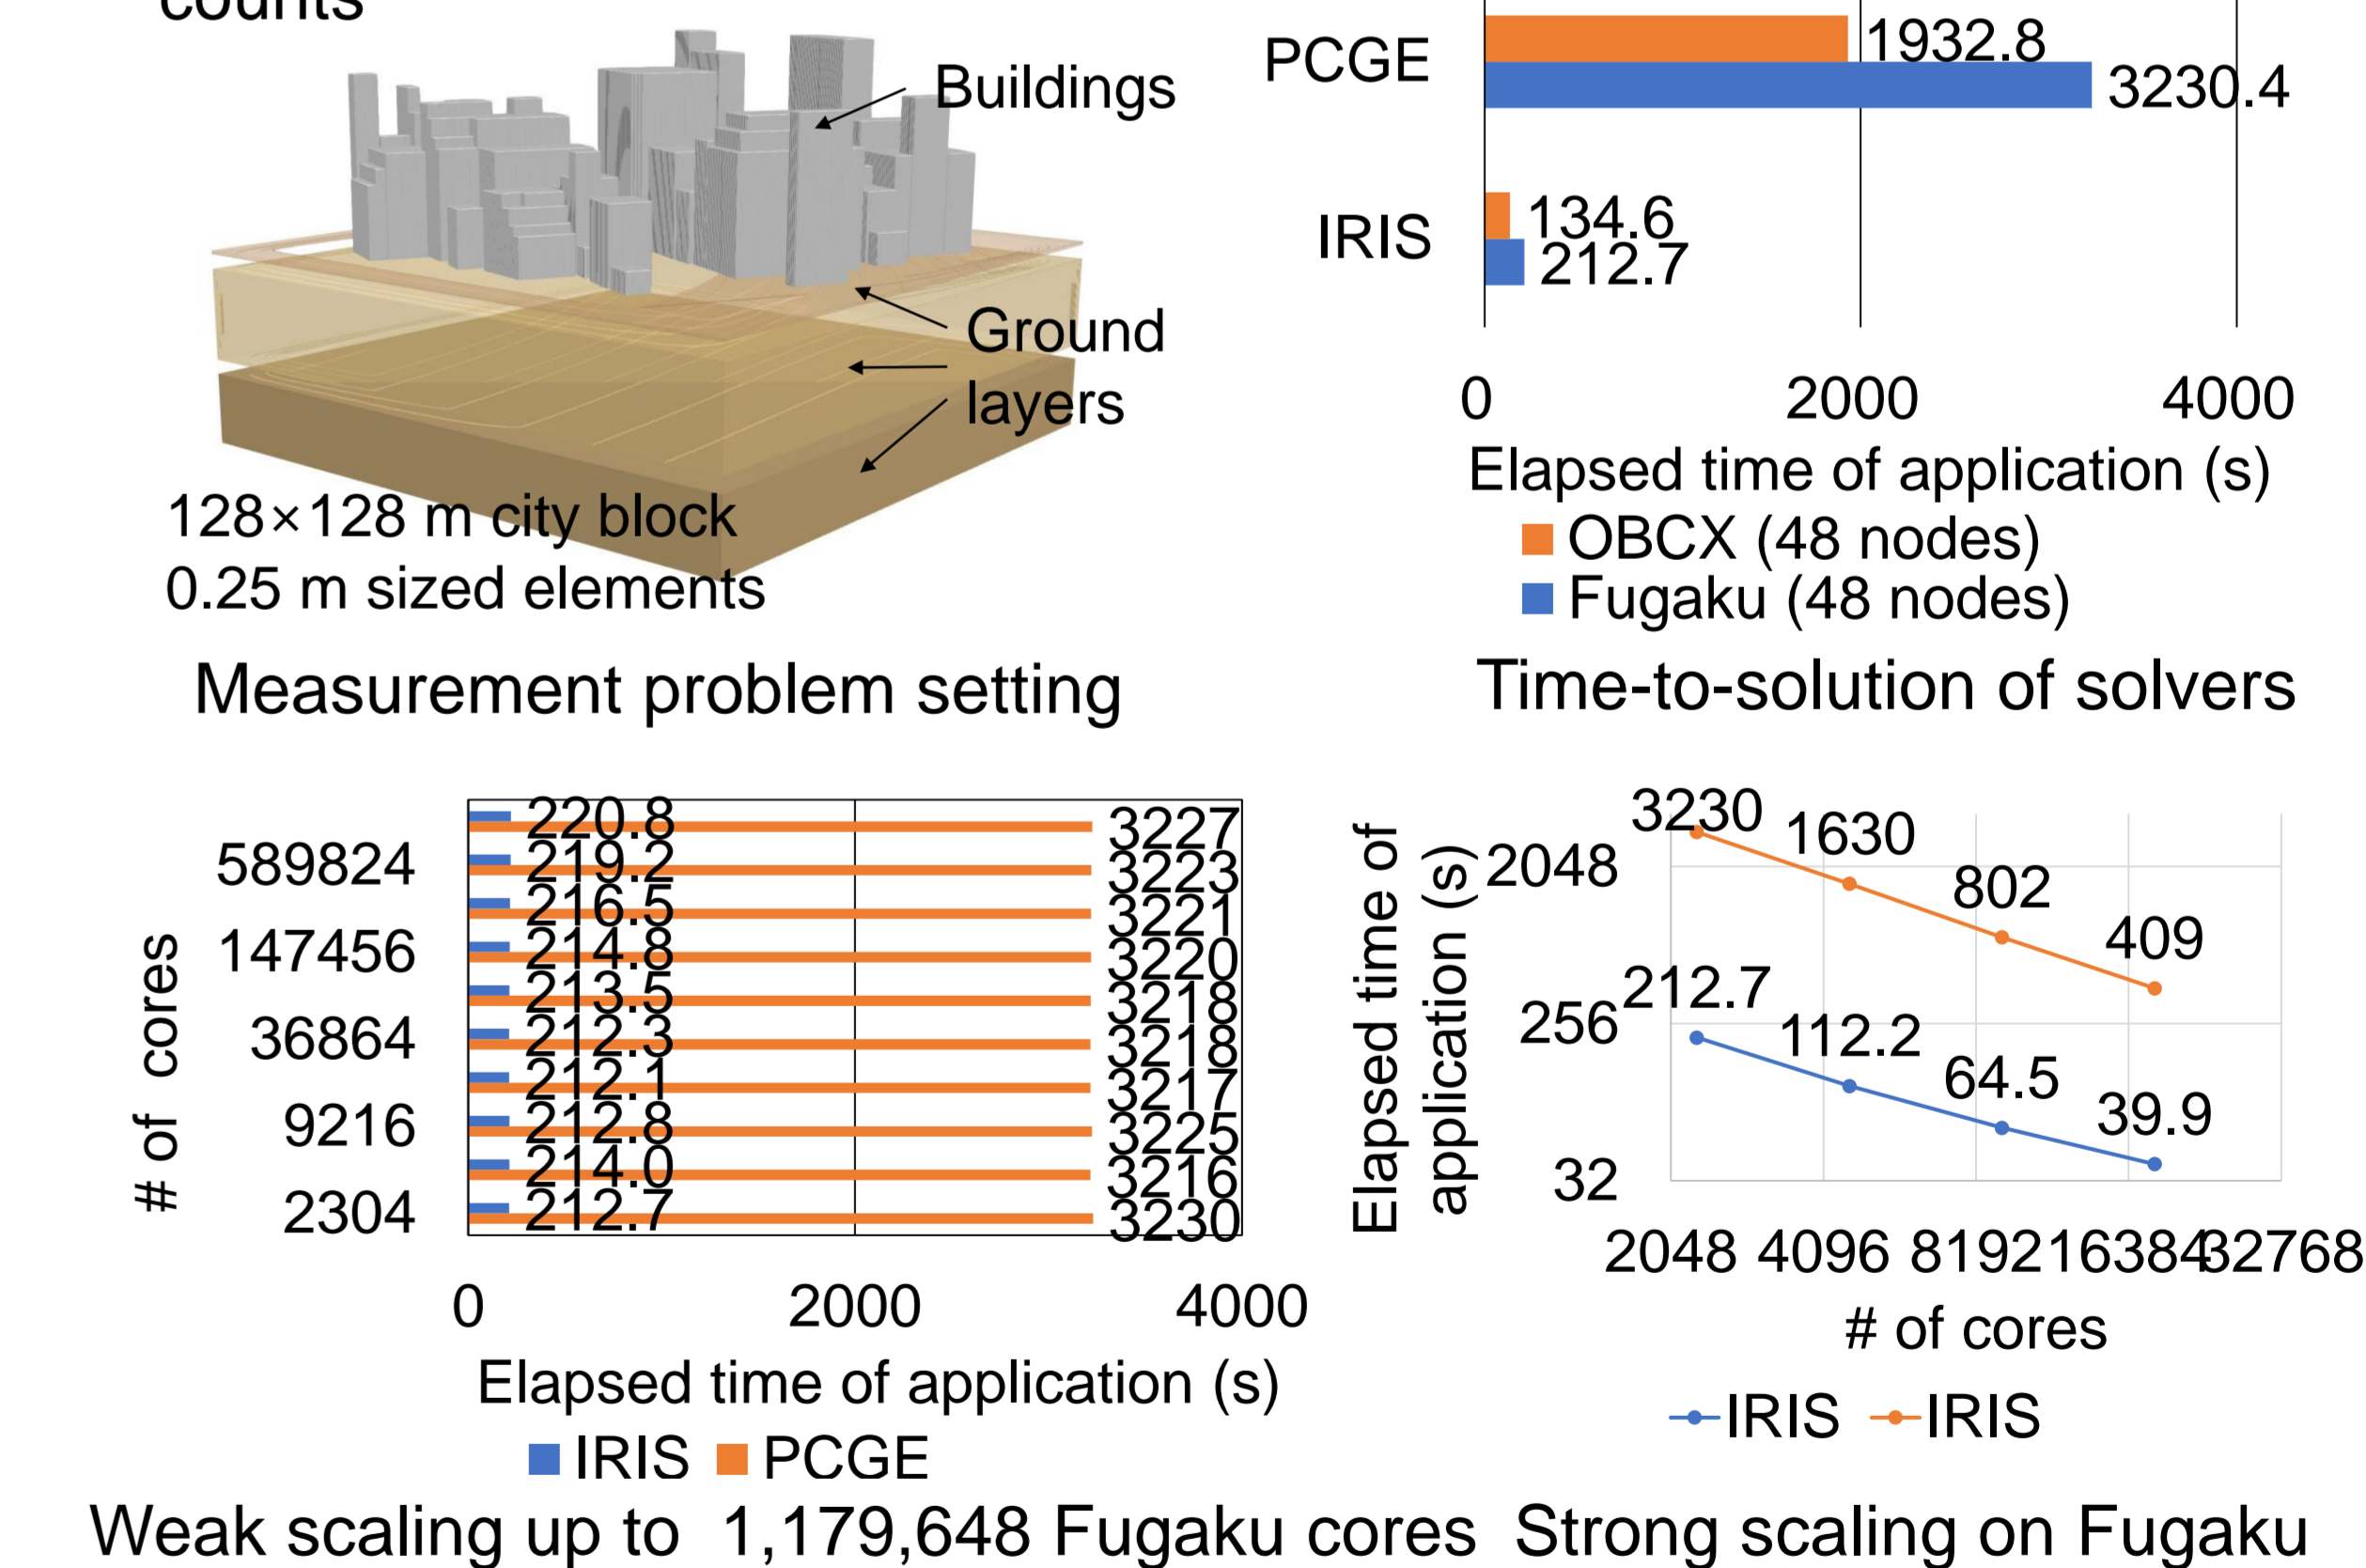 counts
Buildings
Ground
layers
128×128 m city block
0.25 m sized elements
Measurement problem setting
PCGE
1932.8
3230.4
IRIS
134.6
212.7
0 2000 4000
Elapsed time of application (s)
OBCX (48 nodes)
Fugaku (48 nodes)
Time-to-solution of solvers
# of cores
220.8 3227
589824 219.2 3223
216.5 3221
147456 214.8 3220
213.5 3218
36864 212.3 3218
212.1 3217
9216 212.8 3225
214.0 3216
2304 212.7 3230
0 2000 4000
Elapsed time of application (s)
IRIS PCGE
Weak scaling up to 1,179,648 Fugaku cores
Elapsed time of
application (s)
3230 1630 802 409
212.7 112.2 64.5 39.9
2048
256
32
2048 4096 8192 16384 32768
# of cores
IRIS IRIS
Strong scaling on Fugaku